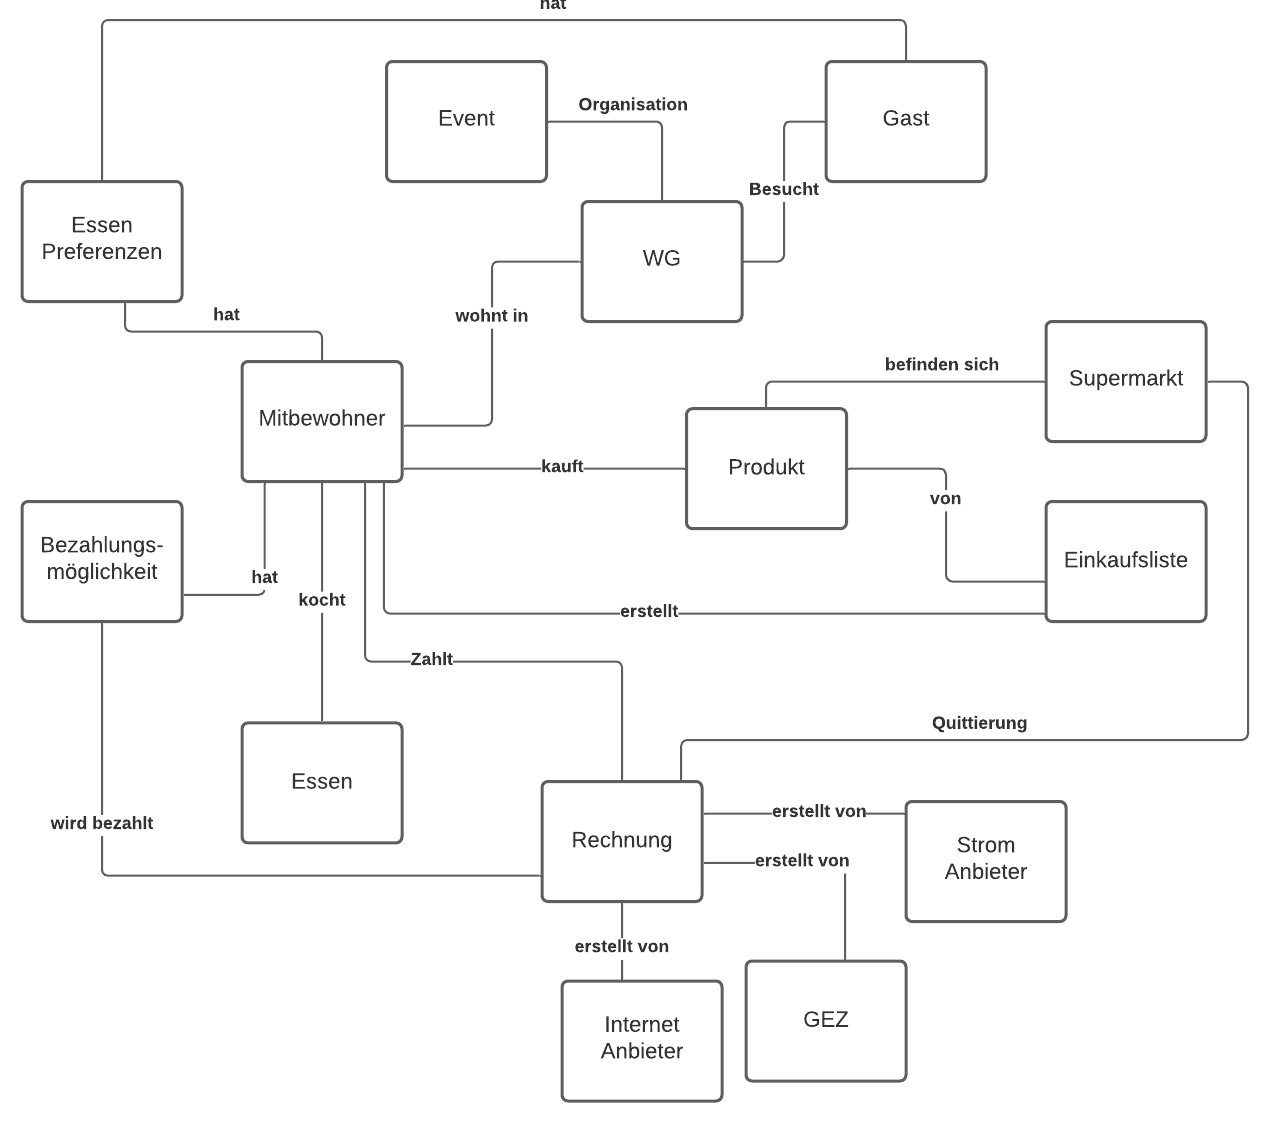 hat
Event
Organisation
Gast
Besucht
Essen
Preferenzen
WG
hat
wohnt in
befinden sich
Supermarkt
Mitbewohner
kauft
Produkt
von
Bezahlungs-
möglichkeit
Einkaufsliste
hat
kocht
erstellt
Zahlt
Quittierung
Essen
wird bezahlt
Rechnung
erstellt von
Strom
Anbieter
erstellt von
erstellt von
Internet
Anbieter
GEZ